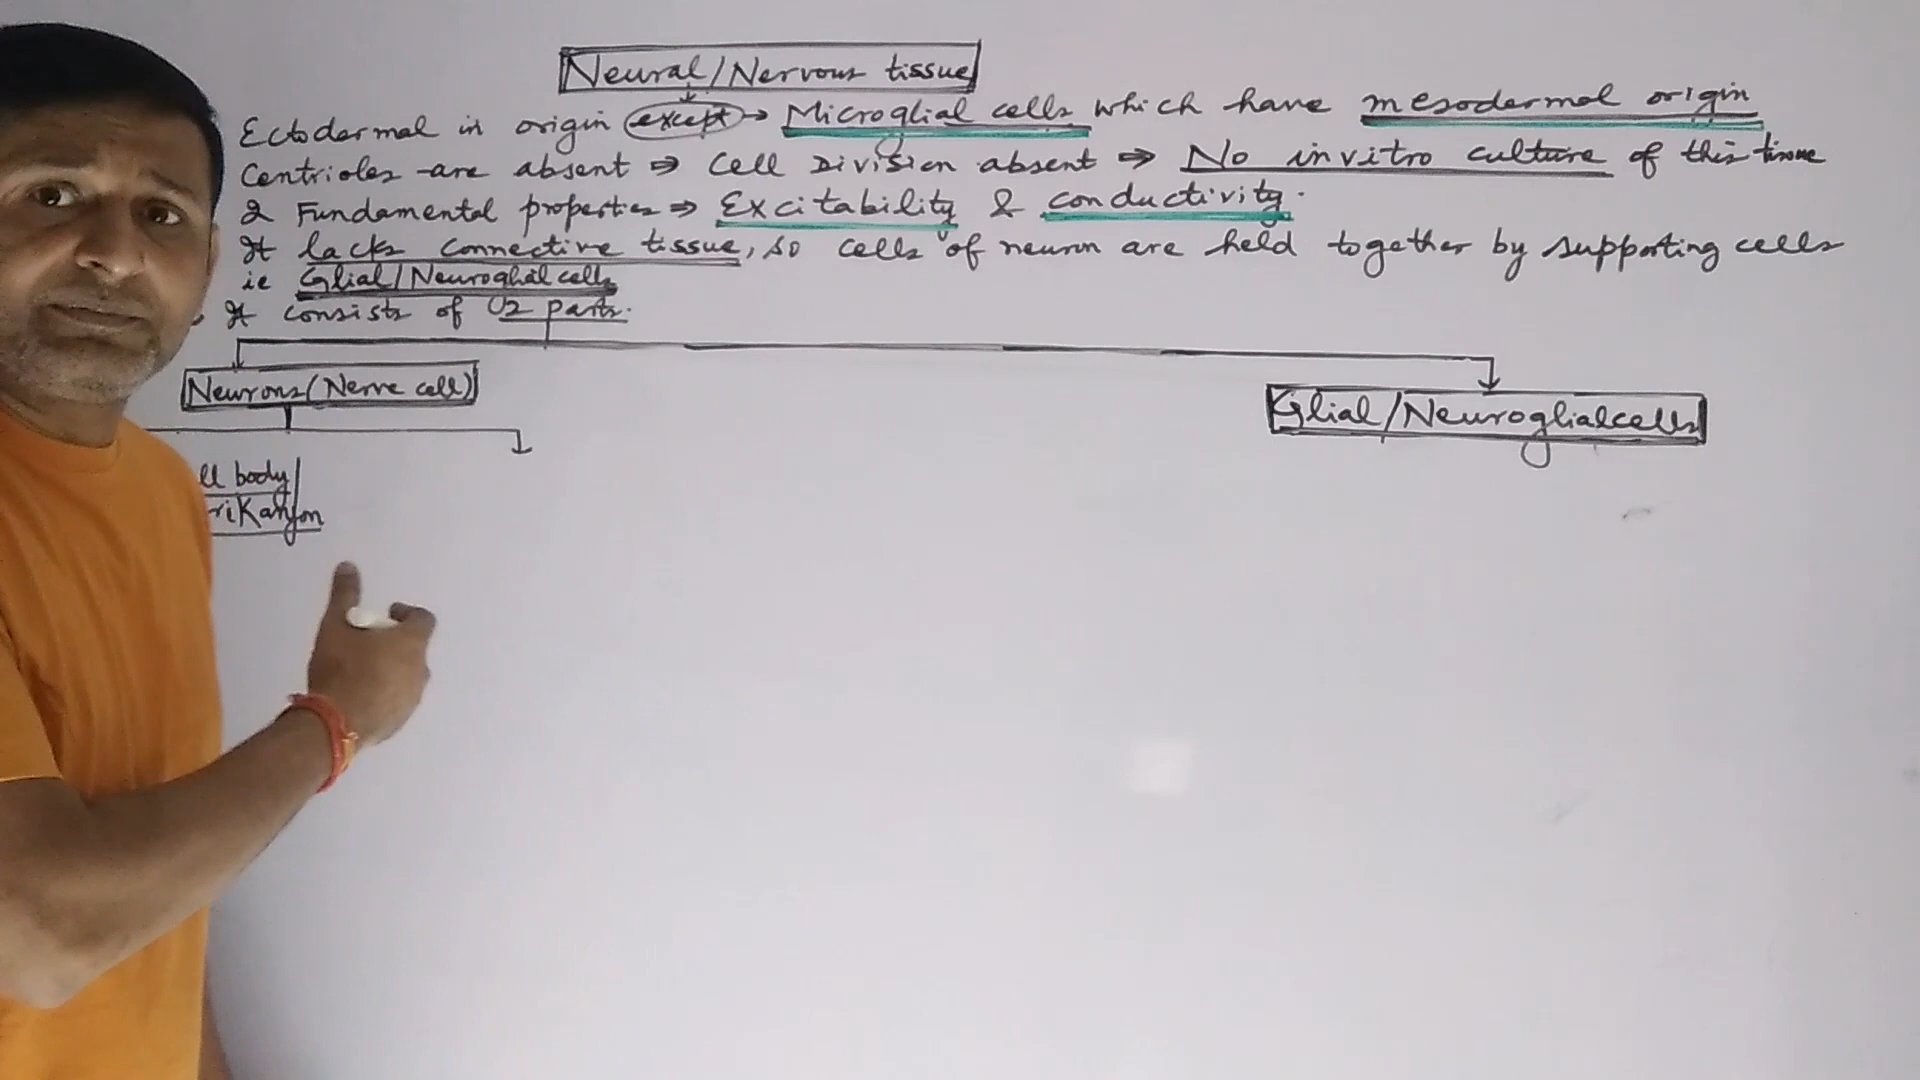 Neural/Nervous tissue
Ectodermal in origin except → Microglial cells which have mesodermal origin
Centrioles are absent ⇒ Cell Division absent ⇒ No invitro culture of this tissue
2 Fundamental properties ⇒ Excitability & conductivity.
It lacks connective tissue, so cells of neuron are held together by supporting cells
ie Glial/Neuroglial cells
It consists of 02 parts.
Neurons(Nerve cell)
Glial/Neuroglialcells
ll body/
riKaryon